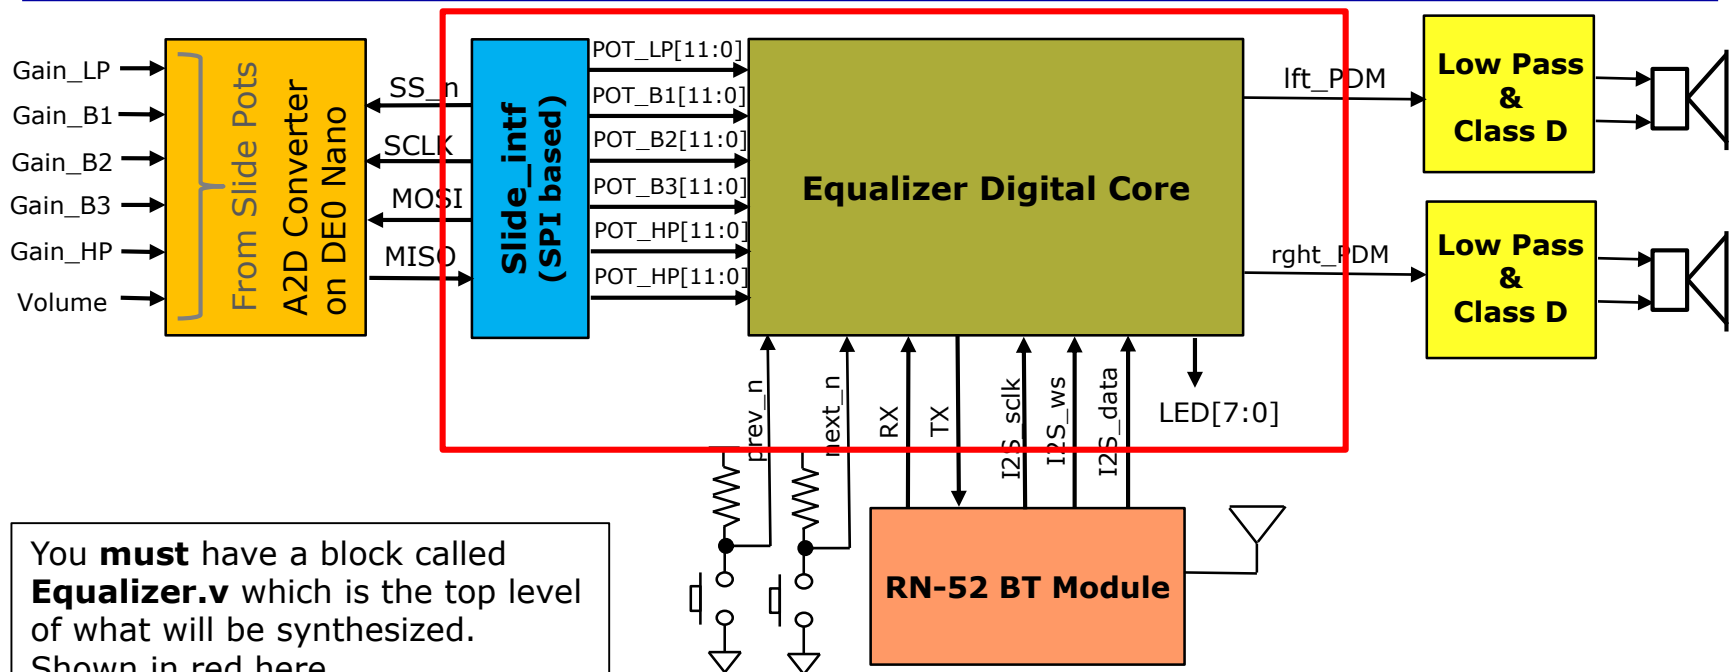 Gain_LP
Gain_B1
Gain_B2
Gain_B3
Gain_HP
Volume
From Slide Pots
A2D Converter
on DE0 Nano
SS_n
SCLK
MOSI
MISO
Slide_intf
(SPI based)
POT_LP[11:0]
POT_B1[11:0]
POT_B2[11:0]
POT_B3[11:0]
POT_HP[11:0]
POT_HP[11:0]
Equalizer Digital Core
lft_PDM
rght_PDM
Low Pass
&
Class D
Low Pass
&
Class D
prev_n
next_n
RX
TX
I2S_sclk
I2S_ws
I2S_data
LED[7:0]
RN-52 BT Module
You must have a block called
Equalizer.v which is the top level
of what will be synthesized.
Shown in red here